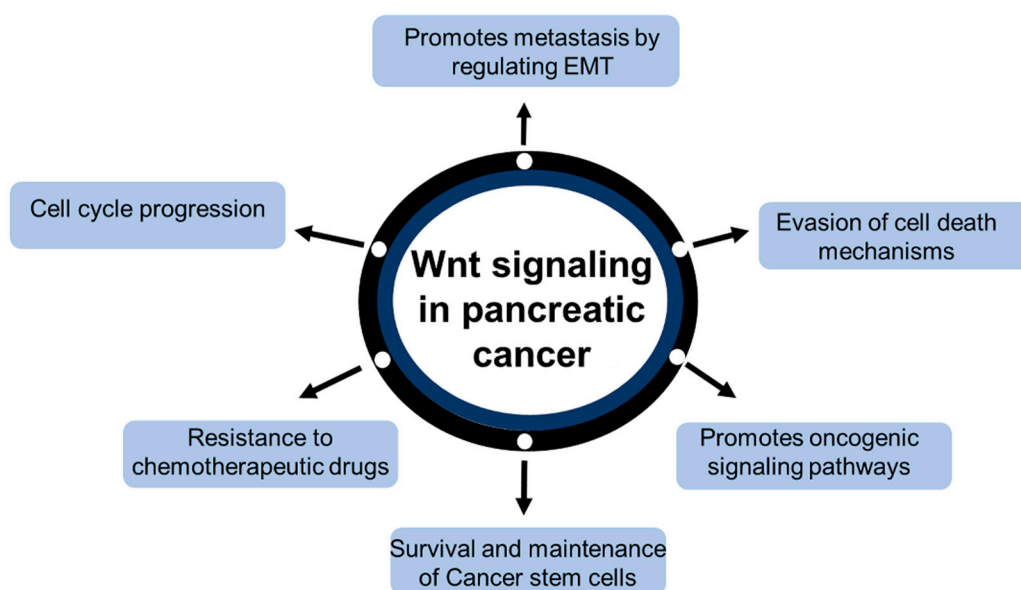 Promotes metastasis by
regulating EMT
Cell cycle progression
Evasion of cell death
mechanisms
Wnt signaling
in pancreatic
cancer
Resistance to
chemotherapeutic drugs
Promotes oncogenic
signaling pathways
Survival and maintenance
of Cancer stem cells